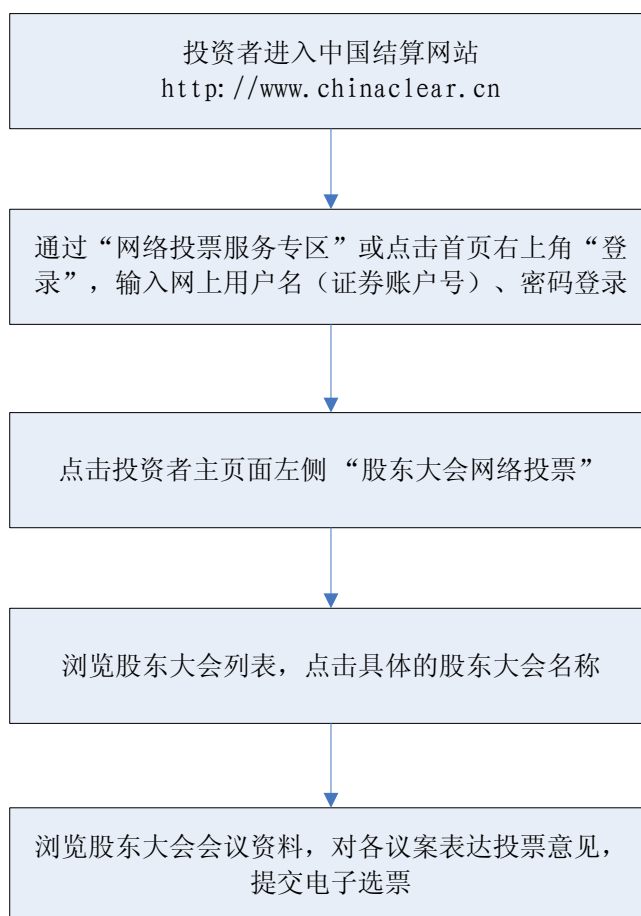 投资者进入中国结算网站
http://www.chinaclear.cn
通过“网络投票服务专区”或点击首页右上角“登
录”，输入网上用户名（证券账户号）、密码登录
点击投资者主页面左侧 “股东大会网络投票”
浏览股东大会列表，点击具体的股东大会名称
浏览股东大会会议资料，对各议案表达投票意见，
提交电子选票